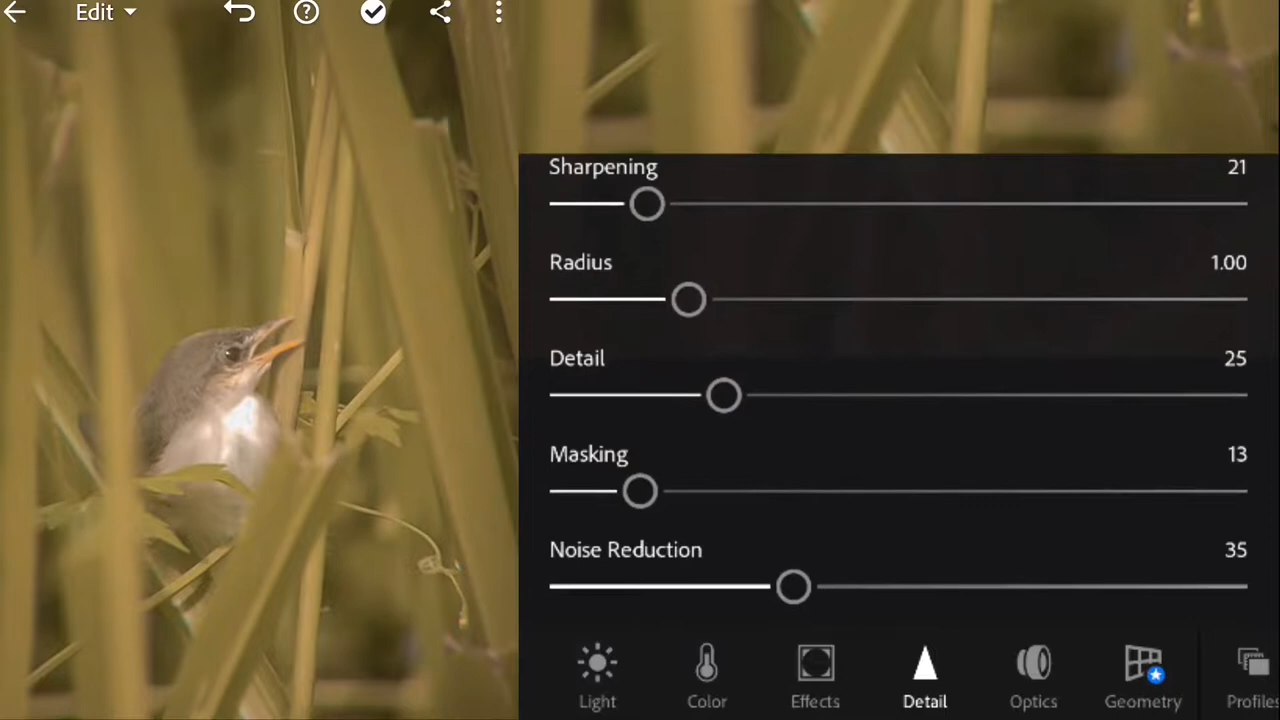 Edit
Sharpening 21
Radius 1.00
Detail 25
Masking 13
Noise Reduction 35
Light Color Effects Detail Optics Geometry Profiles